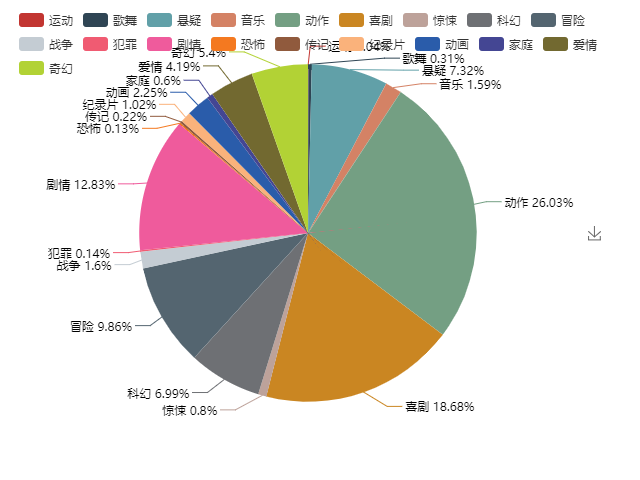 运动 歌舞 悬疑 音乐 动作 喜剧 惊悚 科幻 冒险
战争 犯罪 剧情 恐怖 传记 纪录片 动画 家庭 爱情
奇幻
奇幻 5.4%
歌舞 0.31%
爱情 4.19%
悬疑 7.32%
家庭 0.6%
音乐 1.59%
动画 2.25%
纪录片 1.02%
传记 0.22%
恐怖 0.13%
剧情 12.83%
动作 26.03%
犯罪 0.14%
战争 1.6%
冒险 9.86%
科幻 6.99%
惊悚 0.8%
喜剧 18.68%